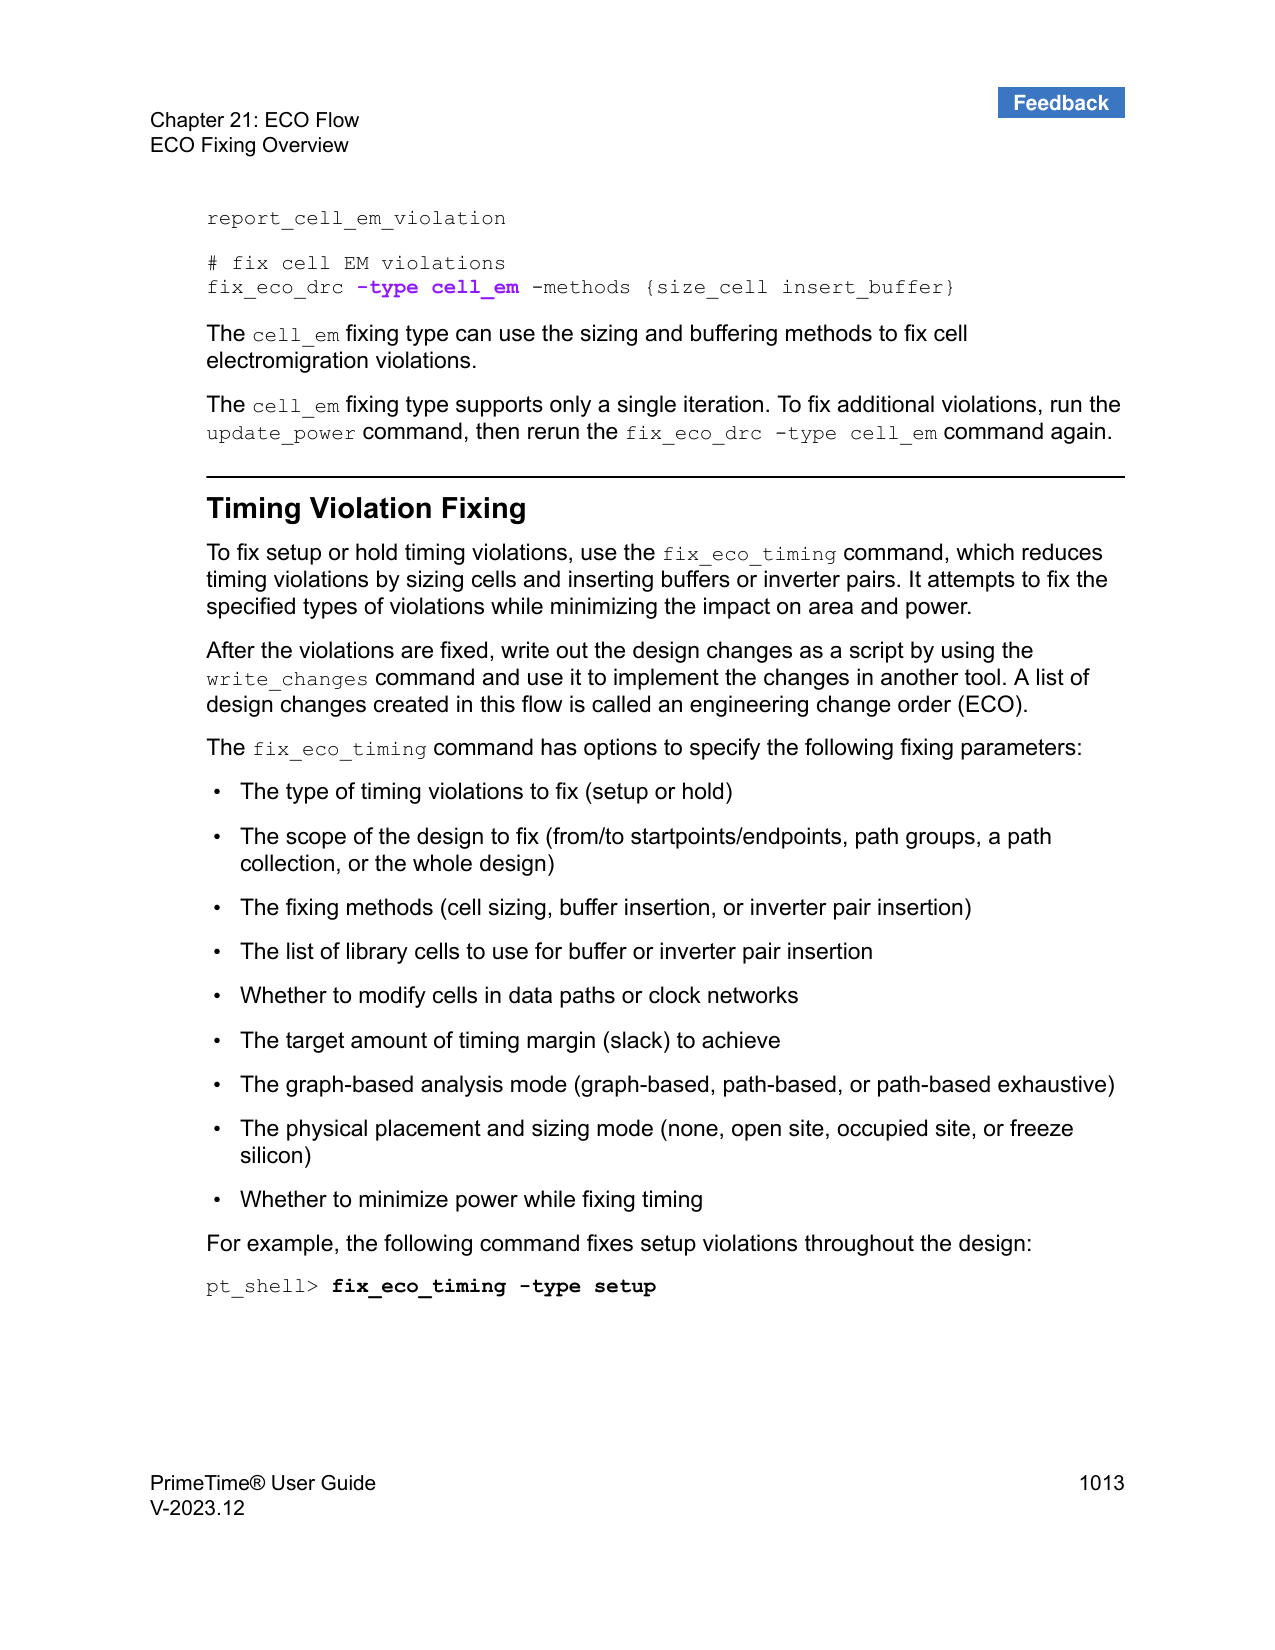 Feedback
Chapter 21: ECO Flow
ECO Fixing Overview
report_cell_em_violation
# fix cell EM violations
fix_eco_drc -type cell_em -methods {size_cell insert_buffer}
The cell_em fixing type can use the sizing and buffering methods to fix cell
electromigration violations.
The cell_em fixing type supports only a single iteration. To fix additional violations, run the
update_power command, then rerun the fix_eco_drc -type cell_em command again.
Timing Violation Fixing
To fix setup or hold timing violations, use the fix_eco_timing command, which reduces
timing violations by sizing cells and inserting buffers or inverter pairs. It attempts to fix the
specified types of violations while minimizing the impact on area and power.
After the violations are fixed, write out the design changes as a script by using the
write_changes command and use it to implement the changes in another tool. A list of
design changes created in this flow is called an engineering change order (ECO).
The fix_eco_timing command has options to specify the following fixing parameters:
• The type of timing violations to fix (setup or hold)
• The scope of the design to fix (from/to startpoints/endpoints, path groups, a path
collection, or the whole design)
• The fixing methods (cell sizing, buffer insertion, or inverter pair insertion)
• The list of library cells to use for buffer or inverter pair insertion
• Whether to modify cells in data paths or clock networks
• The target amount of timing margin (slack) to achieve
• The graph-based analysis mode (graph-based, path-based, or path-based exhaustive)
• The physical placement and sizing mode (none, open site, occupied site, or freeze
silicon)
• Whether to minimize power while fixing timing
For example, the following command fixes setup violations throughout the design:
pt_shell> fix_eco_timing -type setup
PrimeTime® User Guide 1013
V-2023.12